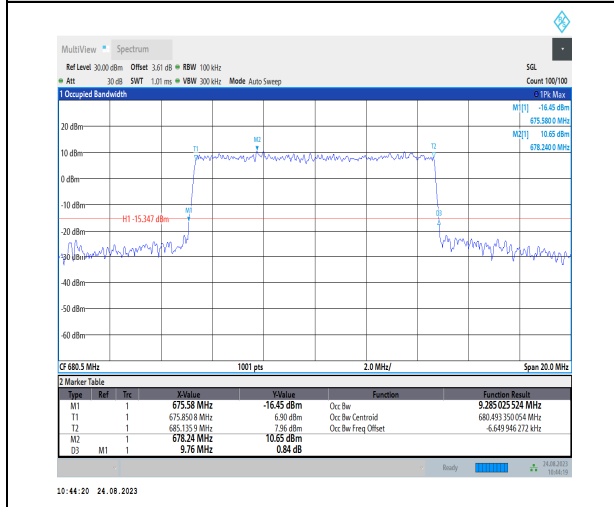 MultiView Spectrum
Ref Level 30.00 dBm Offset 3.61 dB RBW 100 kHz SGL
Att 30 dB SWT 1.01 ms VBW 300 kHz Mode Auto Sweep Count 100/100
1 Occupied Bandwidth 1Pk Max
M1[1] -16.45 dBm
675.580 0 MHz
M2[1] 10.65 dBm
678.240 0 MHz
20 dBm
M2
T1
T2
10 dBm
0 dBm
-10 dBm
M1
D3
H1 -15.347 dBm
-20 dBm
-30 dBm
-40 dBm
-50 dBm
-60 dBm
CF 680.5 MHz 1001 pts 2.0 MHz/ Span 20.0 MHz
2 Marker Table
Type Ref Trc X-Value Y-Value Function Function Result
M1 1 675.58 MHz -16.45 dBm Occ Bw 9.285 025 524 MHz
T1 1 675.850 8 MHz 6.90 dBm Occ Bw Centroid 680.493 350 054 MHz
T2 1 685.135 9 MHz 7.96 dBm Occ Bw Freq Offset -6.649 946 272 kHz
M2 1 678.24 MHz 10.65 dBm
D3 M1 1 9.76 MHz 0.84 dB
Ready 24.08.2023
10:44:19
10:44:20 24.08.2023